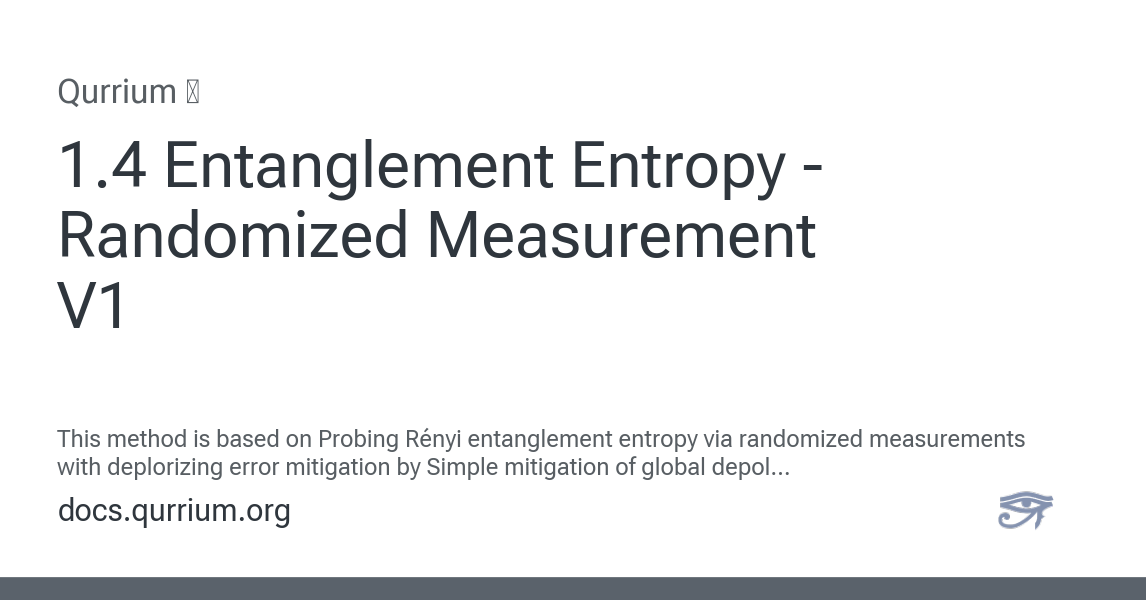 Qurrium
1.4 Entanglement Entropy -
Randomized Measurement
V1
This method is based on Probing Rényi entanglement entropy via randomized measurements
with deplorizing error mitigation by Simple mitigation of global depol...
docs.qurrium.org